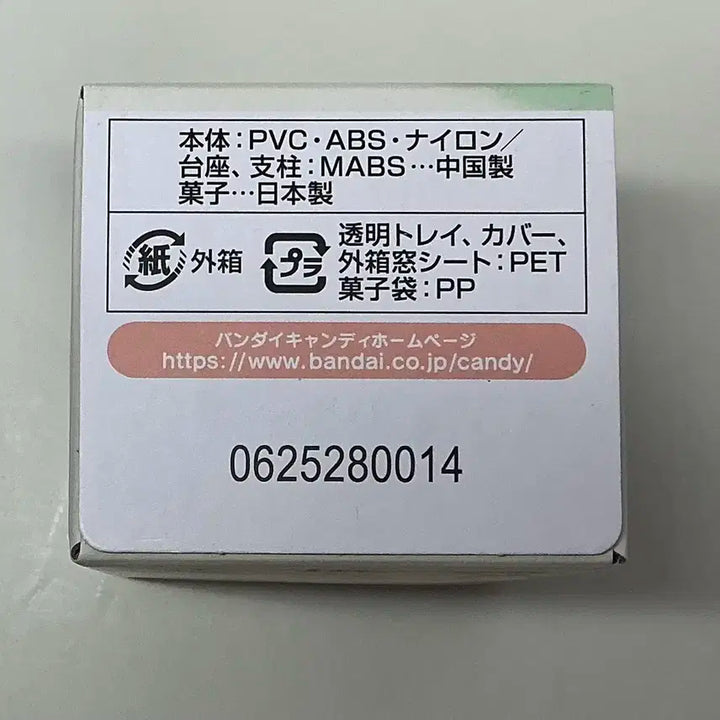 本体：PVC・ABS・ナイロン／
台座、支柱：MABS…中国製
菓子…日本製
紙 外箱
プラ 透明トレイ、カバー、
外箱窓シート：PET
菓子袋：PP
バンダイキャンディホームページ
https://www.bandai.co.jp/candy/
0625280014